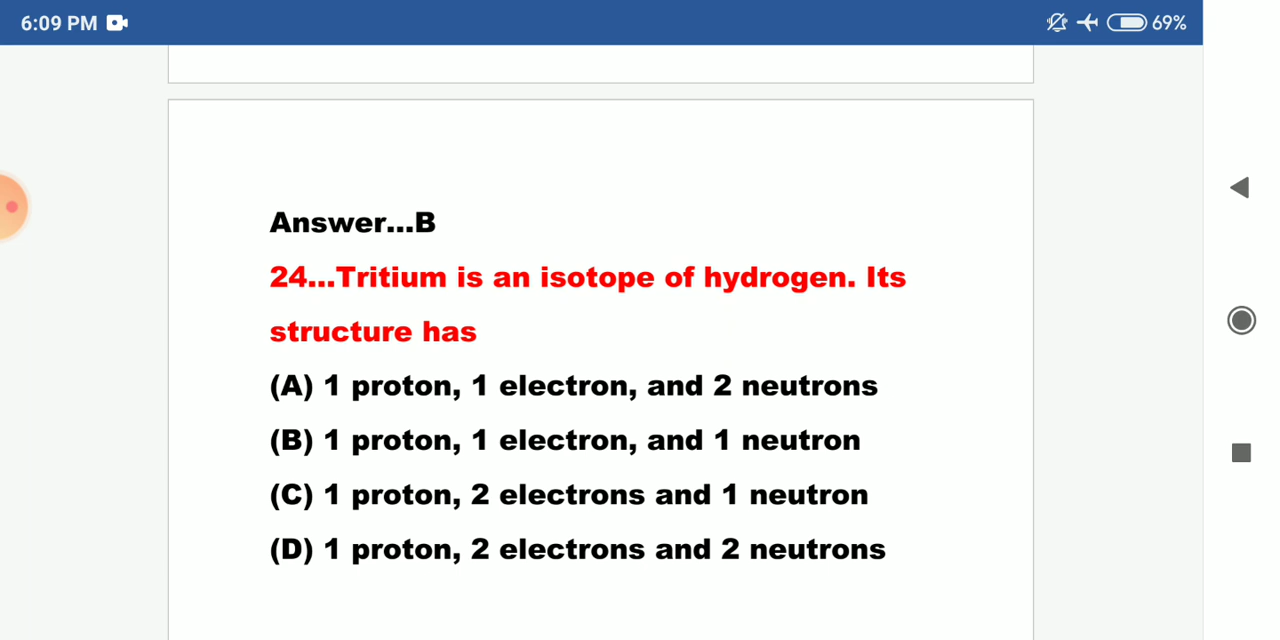 6:09 PM 69%
Answer...B
24...Tritium is an isotope of hydrogen. Its
structure has
(A) 1 proton, 1 electron, and 2 neutrons
(B) 1 proton, 1 electron, and 1 neutron
(C) 1 proton, 2 electrons and 1 neutron
(D) 1 proton, 2 electrons and 2 neutrons